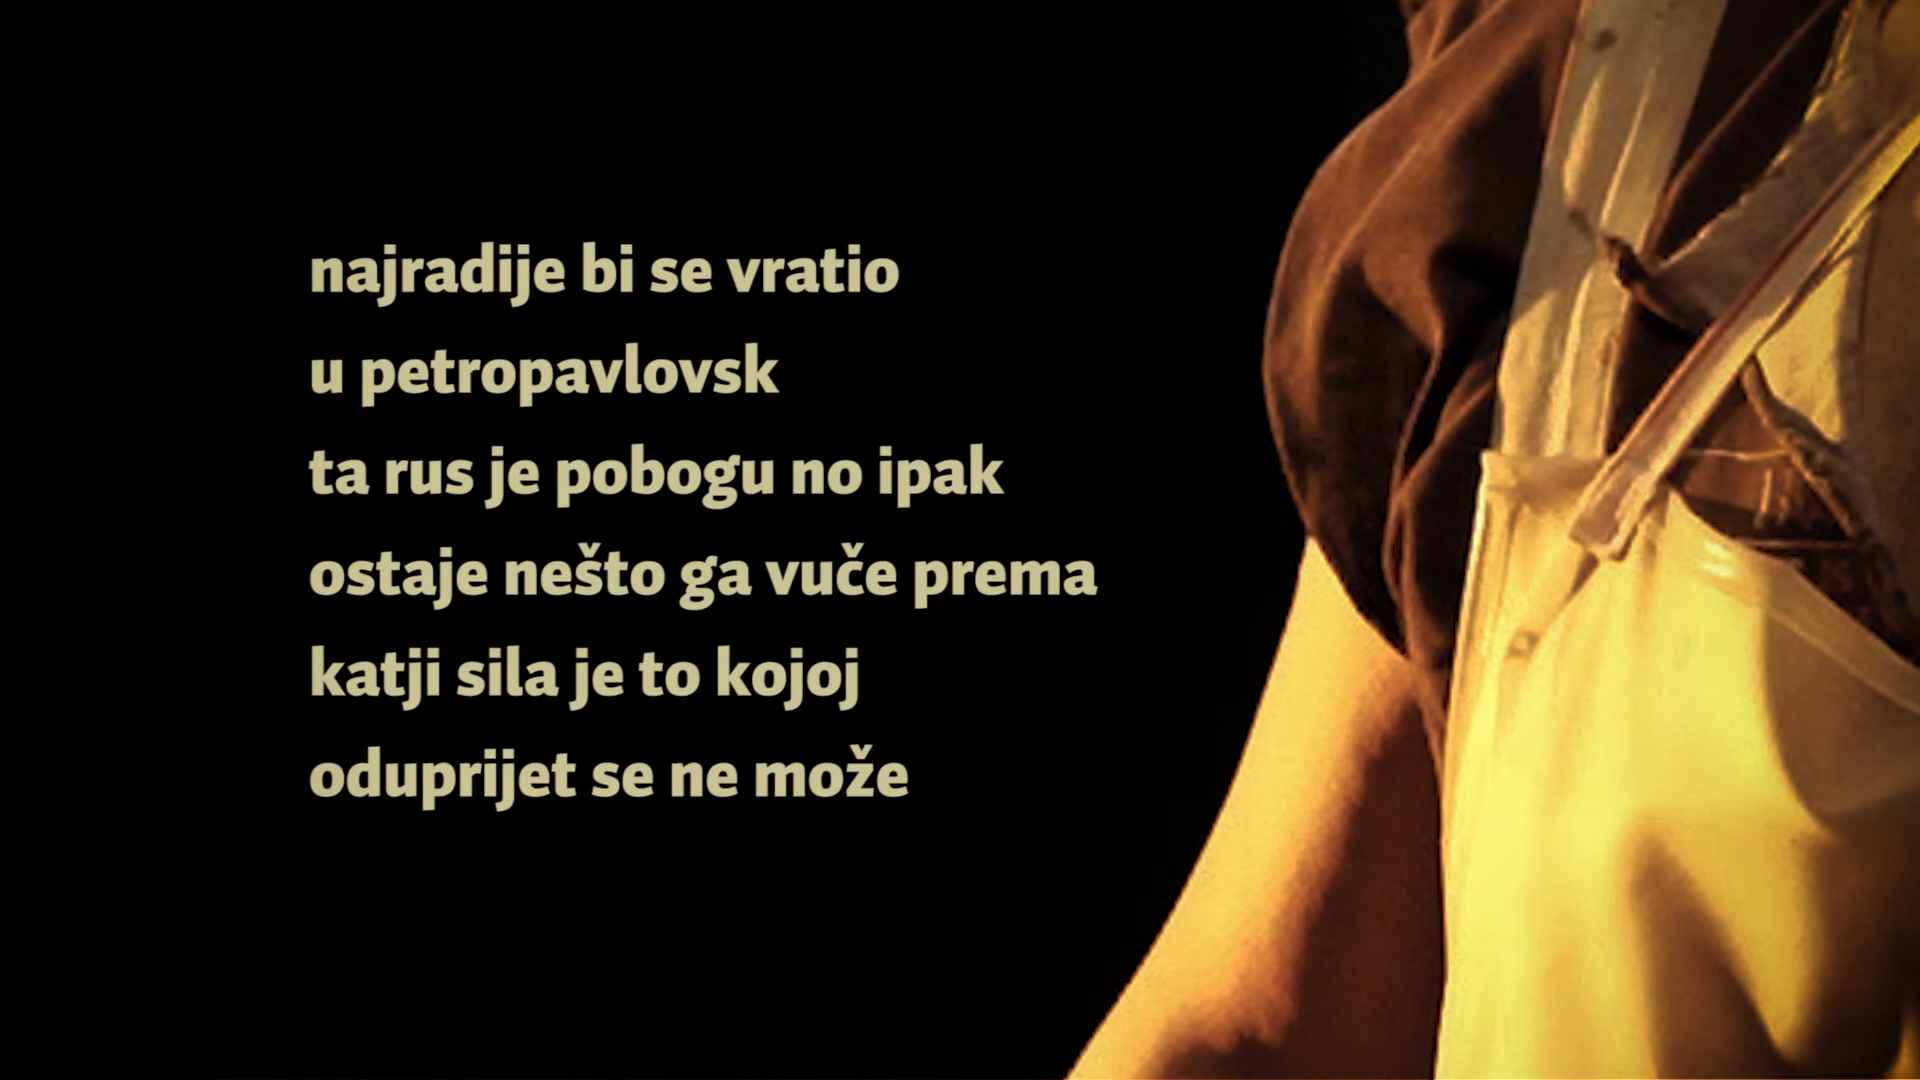 najradije bi se vratio
u petropavlovsk
ta rus je pobogu no ipak
ostaje nešto ga vuče prema
katji sila je to kojoj
oduprijet se ne može